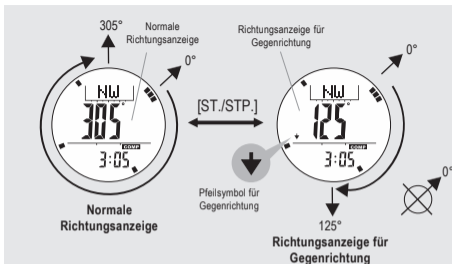 305°
Normale
Richtungsanzeige
0°
NW
305°
COMP
3:05
Normale
Richtungsanzeige
[ST./STP.]
Richtungsanzeige für
Gegenrichtung
0°
NW
125°
COMP
3:05
Pfeilsymbol für
Gegenrichtung
0°
125°
Richtungsanzeige für
Gegenrichtung